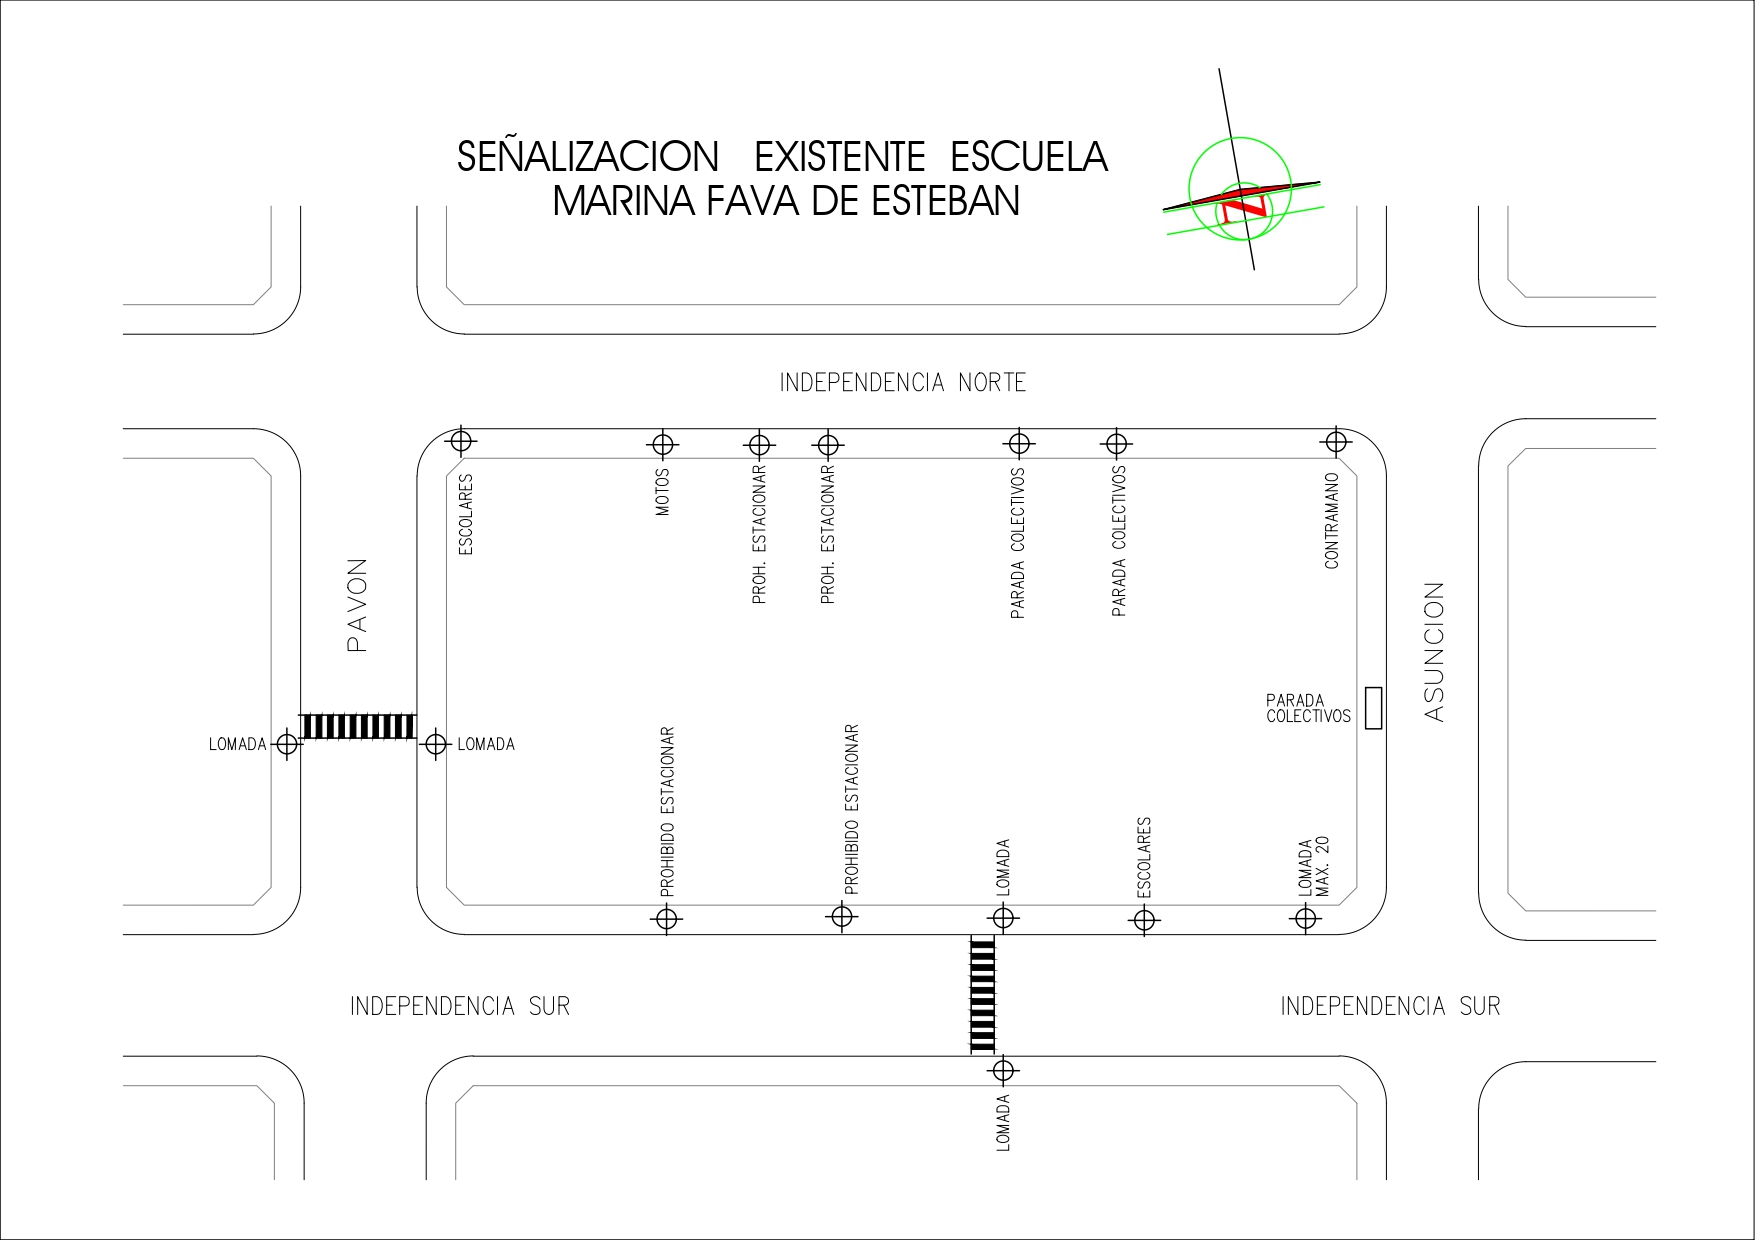 SEÑALIZACION EXISTENTE ESCUELA
MARINA FAVA DE ESTEBAN
N
INDEPENDENCIA NORTE
ESCOLARES
MOTOS
PROH. ESTACIONAR
PROH. ESTACIONAR
PARADA COLECTIVOS
PARADA COLECTIVOS
CONTRAMANO
PAVON
ASUNCION
PARADA
COLECTIVOS
LOMADA
LOMADA
PROHIBIDO ESTACIONAR
PROHIBIDO ESTACIONAR
LOMADA
ESCOLARES
LOMADA
MAX. 20
INDEPENDENCIA SUR
INDEPENDENCIA SUR
LOMADA